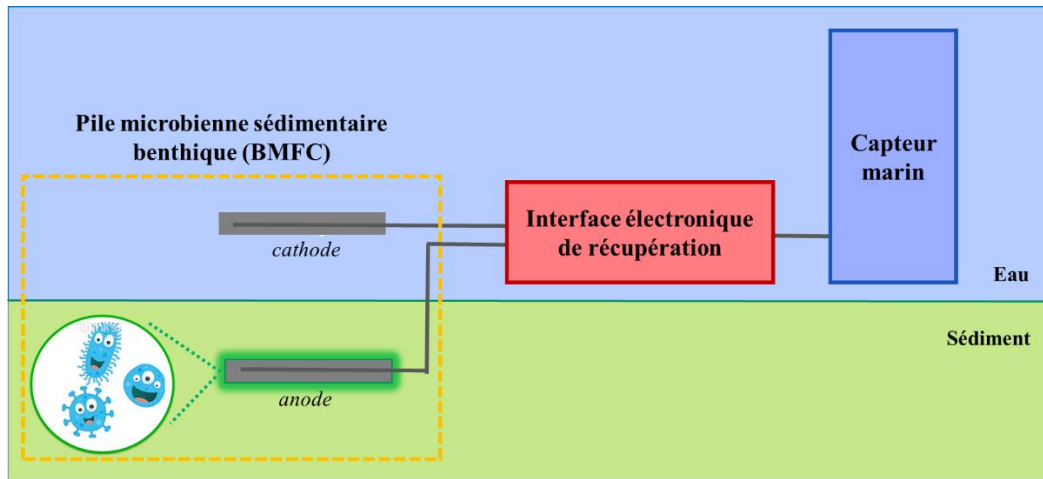 Pile microbienne sédimentaire
benthique (BMFC)
cathode
anode
Interface électronique
de récupération
Capteur
marin
Eau
Sédiment